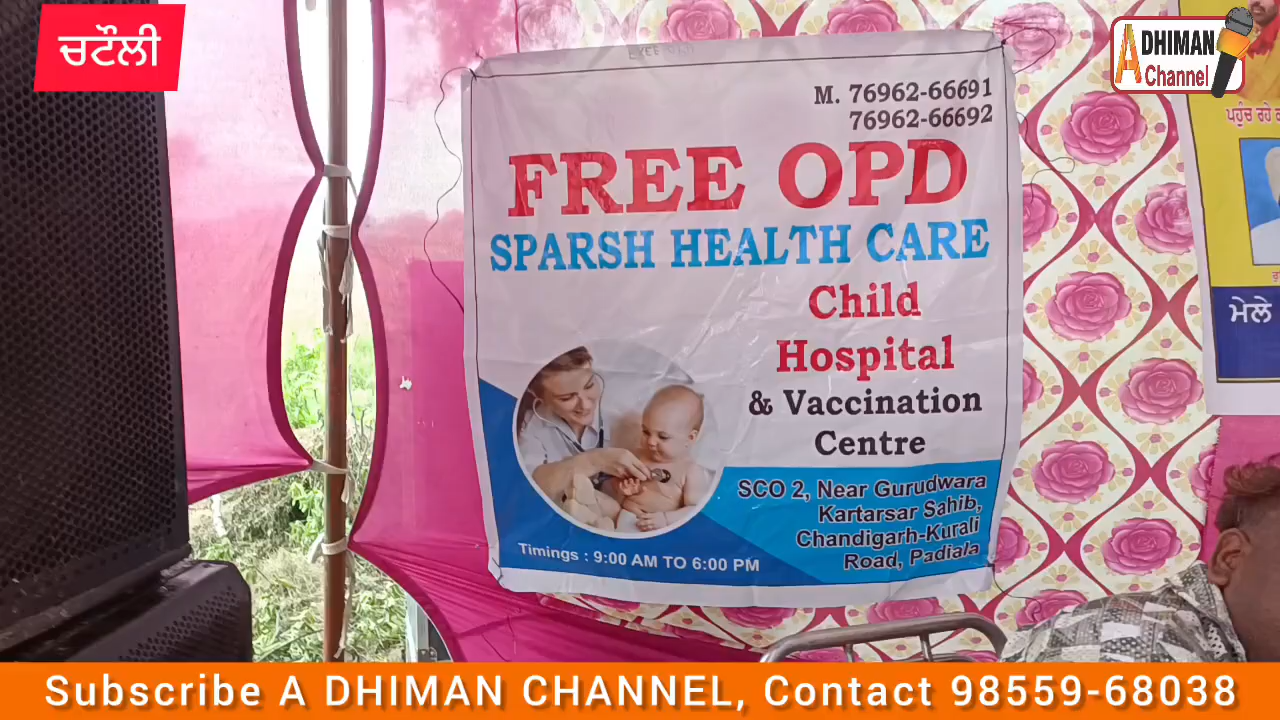 ਚਟੌਲੀ
A DHIMAN
Channel
M. 76962-66691
76962-66692
FREE OPD
SPARSH HEALTH CARE
Child
Hospital
& Vaccination
Centre
SCO 2, Near Gurudwara
Kartarsar Sahib,
Chandigarh-Kurali
Road, Padiala
Timings : 9:00 AM TO 6:00 PM
ਪਹੁੰਚ ਰਹੇ
ਮੇਲੇ
Subscribe A DHIMAN CHANNEL, Contact 98559-68038